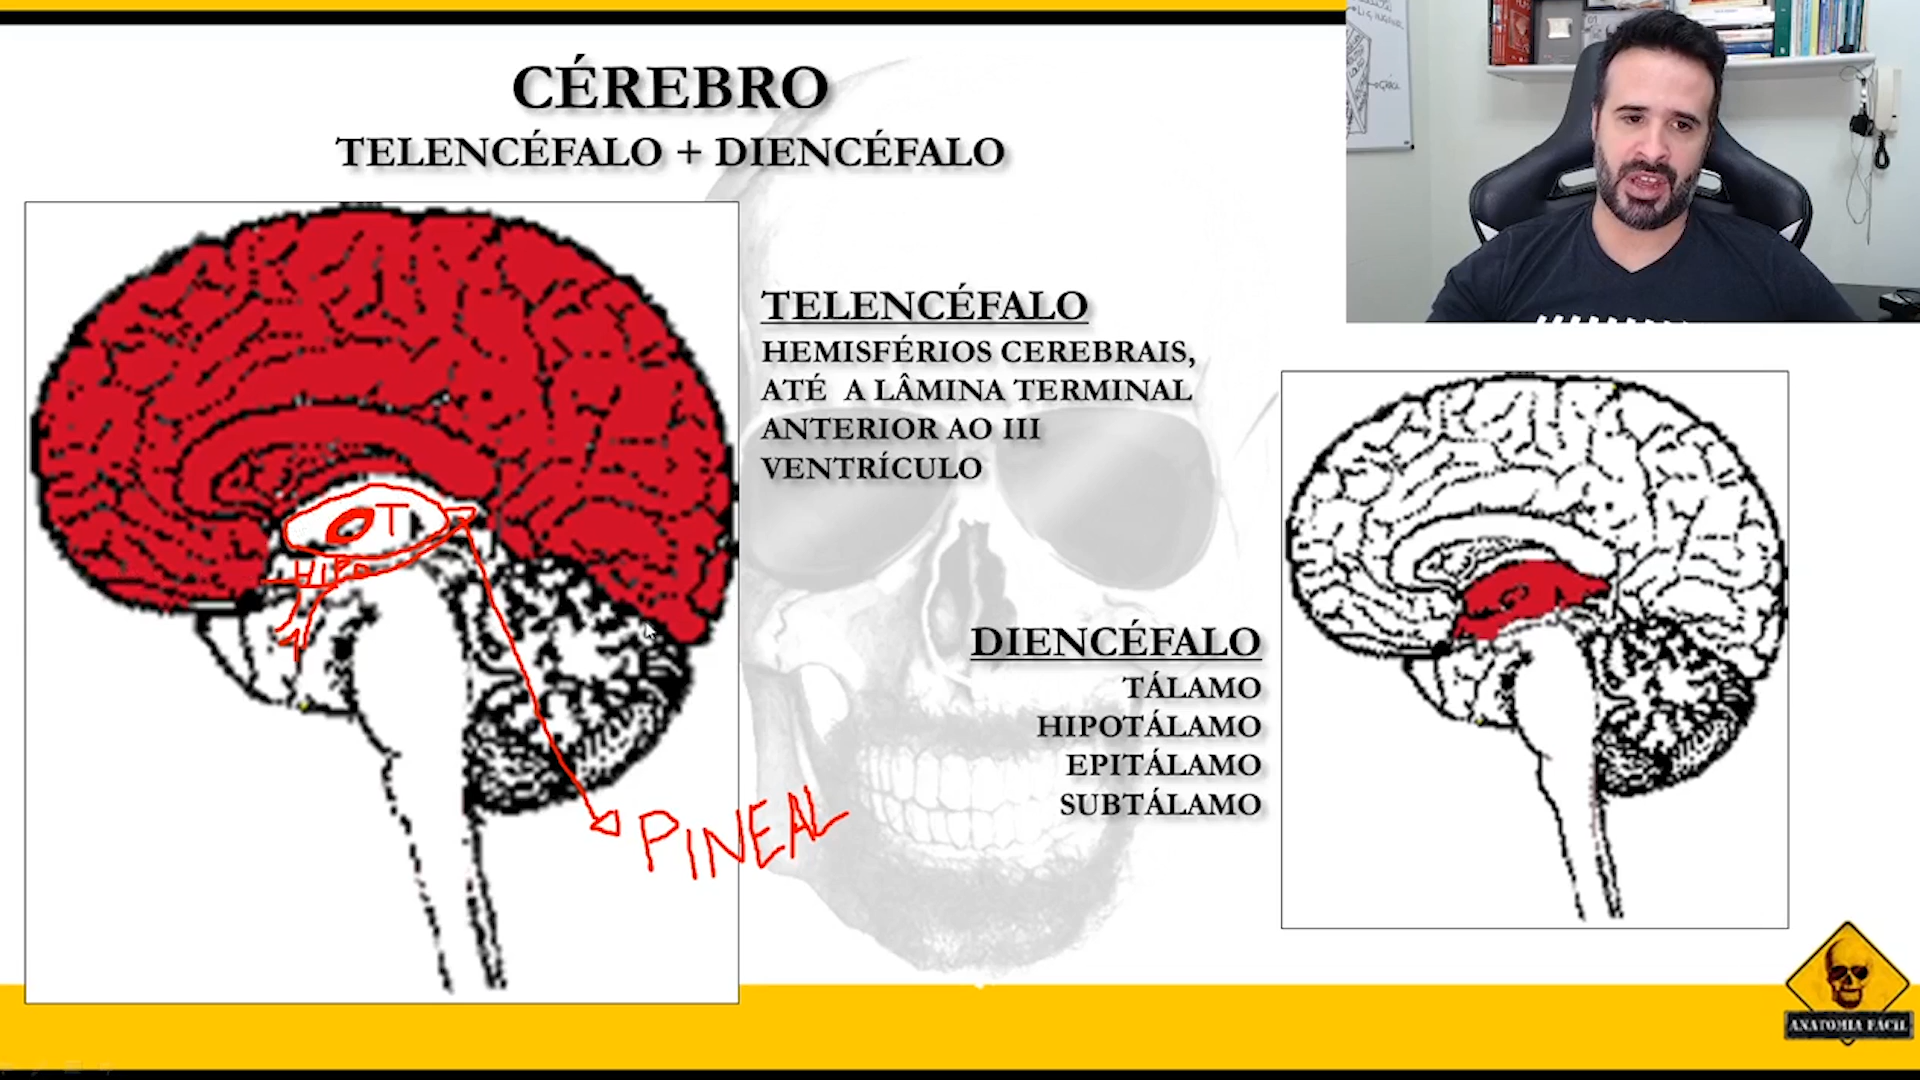 CÉREBRO
TELENCÉFALO + DIENCÉFALO
TELENCÉFALO
HEMISFÉRIOS CEREBRAIS,
ATÉ A LÂMINA TERMINAL
ANTERIOR AO III
VENTRÍCULO
T
HIPO
PINEAL
DIENCÉFALO
TÁLAMO
HIPOTÁLAMO
EPITÁLAMO
SUBTÁLAMO
ANATOMIA FÁCIL